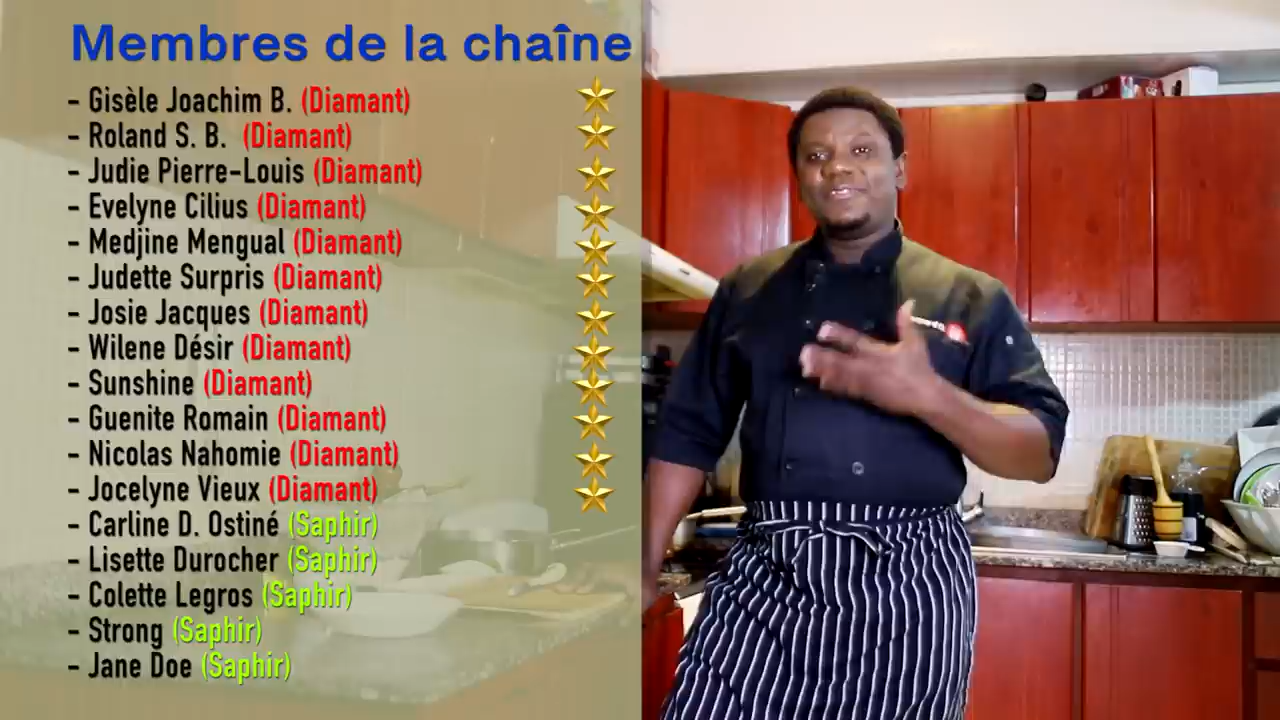 Membres de la chaîne
- Gisèle Joachim B. (Diamant)
- Roland S. B. (Diamant)
- Judie Pierre-Louis (Diamant)
- Evelyne Cilius (Diamant)
- Medjine Mengual (Diamant)
- Judette Surpris (Diamant)
- Josie Jacques (Diamant)
- Wilene Désir (Diamant)
- Sunshine (Diamant)
- Guenite Romain (Diamant)
- Nicolas Nahomie (Diamant)
- Jocelyne Vieux (Diamant)
- Carline D. Ostiné (Saphir)
- Lisette Durocher (Saphir)
- Colette Legros (Saphir)
- Strong (Saphir)
- Jane Doe (Saphir)